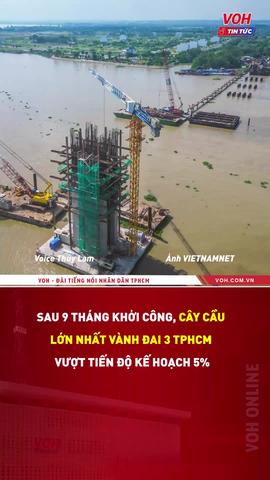 VOH
TIN TỨC
Voice Thùy Lam
Ảnh VIETNAMNET
VOH - ĐÀI TIẾNG NÓI NHÂN DÂN TPHCM
VOH.COM.VN
SAU 9 THÁNG KHỞI CÔNG, CÂY CẦU
LỚN NHẤT VÀNH ĐAI 3 TPHCM
VƯỢT TIẾN ĐỘ KẾ HOẠCH 5%
VOH ONLINE